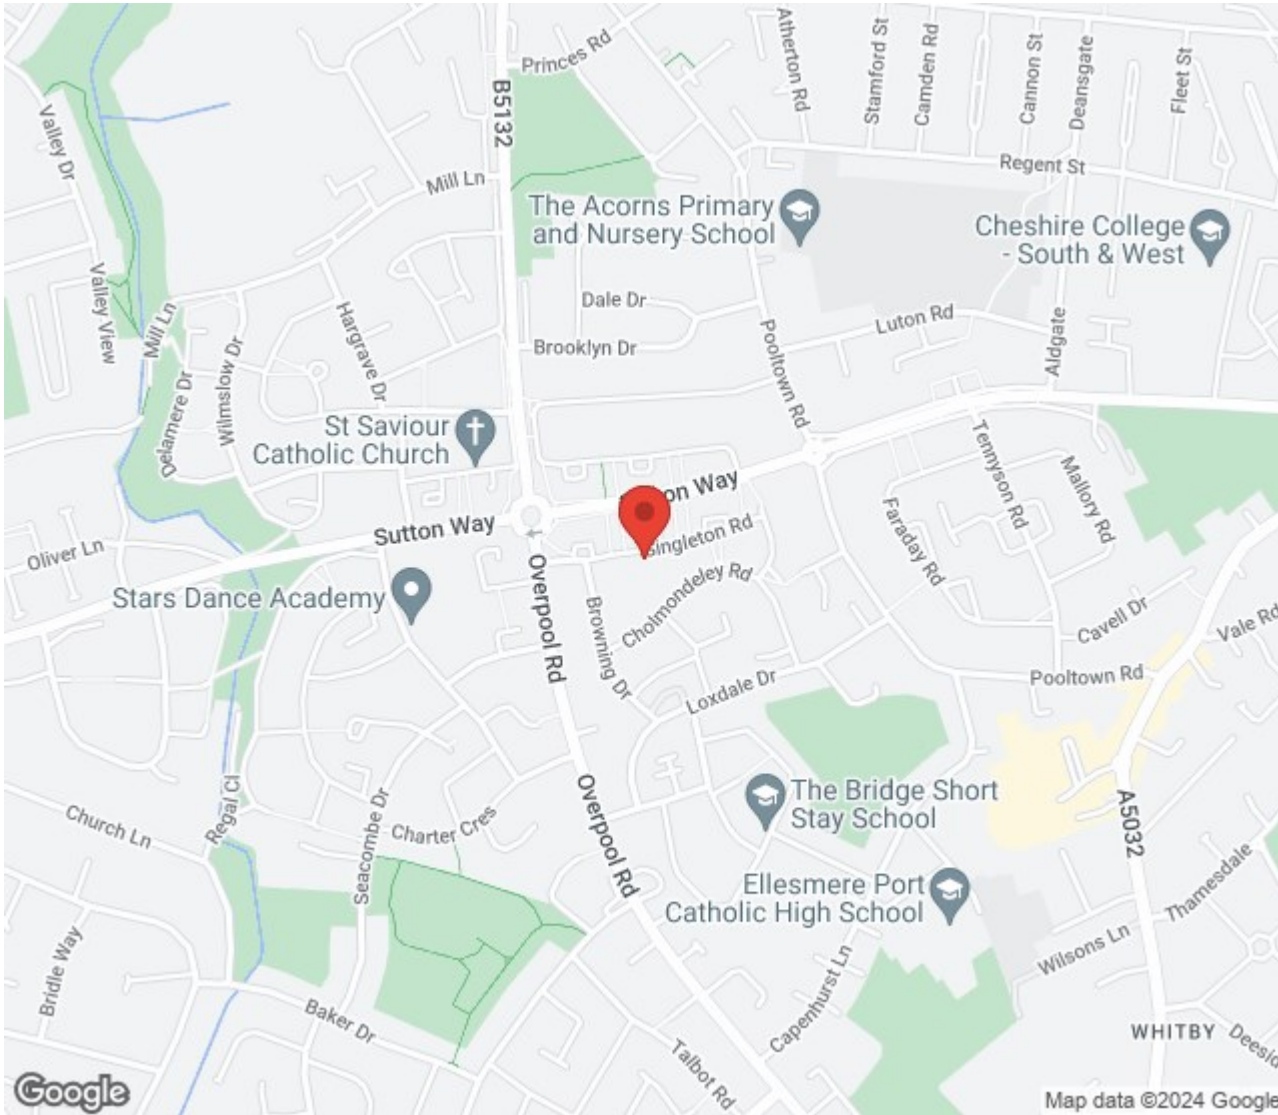 Princes Rd
Atherton Rd
Stamford St
Camden Rd
Cannon St
Deansgate
Fleet St
B5132
Valley Dr
Mill Ln
Regent St
The Acorns Primary
and Nursery School
Cheshire College
- South & West
Valley View
Mill Ln
Hargrave Dr
Dale Dr
Brooklyn Dr
Pooltown Rd
Luton Rd
Aldgate
Delamere Dr
Wilmslow Dr
St Saviour
Catholic Church
Tennyson Rd
Mallory Rd
Sutton Way
on Way
Oliver Ln
Singleton Rd
Faraday Rd
Stars Dance Academy
Overpool Rd
Browning Dr
Cholmondeley Rd
Cavell Dr
Vale Rd
Loxdale Dr
Pooltown Rd
Regal Cl
Church Ln
Seacombe Dr
Charter Cres
Overpool Rd
The Bridge Short
Stay School
A5032
Ellesmere Port
Catholic High School
Thamesdale
Wilsons Ln
Bridle Way
Baker Dr
Capenhurst Ln
Talbot Rd
WHITBY
Deeside
Google
Map data ©2024 Google